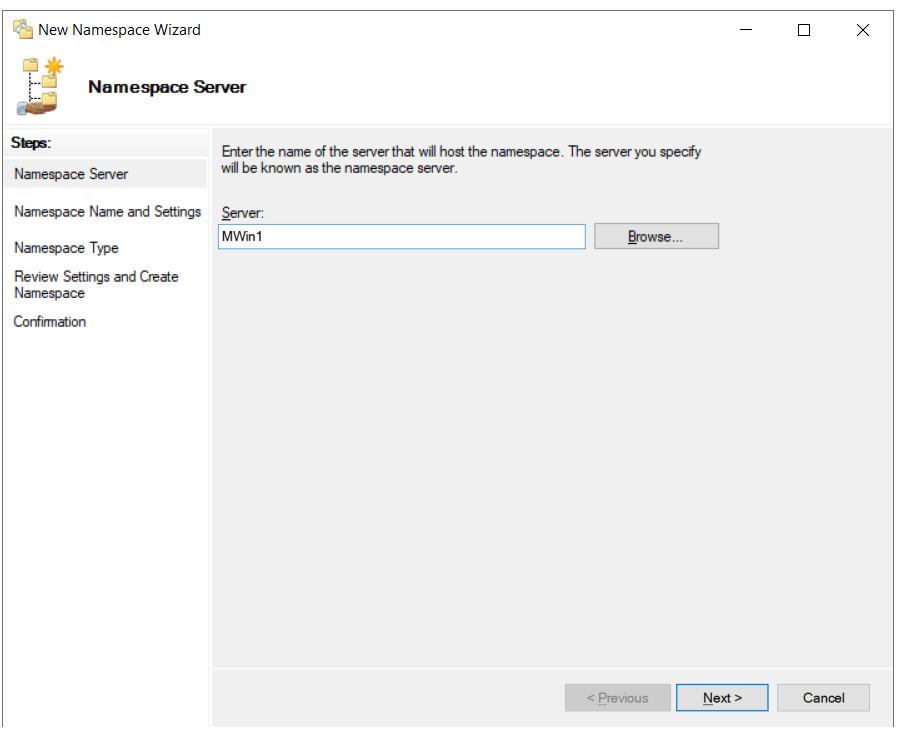 New Namespace Wizard
Namespace Server
Steps:
Namespace Server
Namespace Name and Settings
Namespace Type
Review Settings and Create
Namespace
Confirmation
Enter the name of the server that will host the namespace. The server you specify
will be known as the namespace server.
Server:
MWin1
Browse...
< Previous
Next >
Cancel